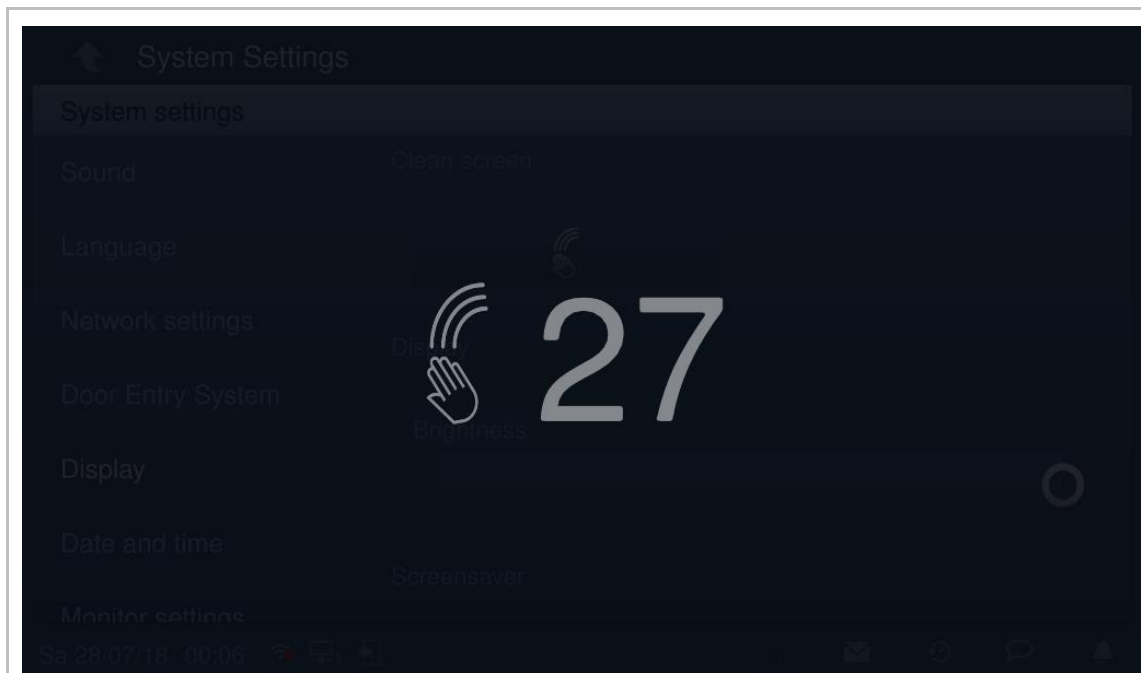 System Settings
System settings
Sound
Clean screen
Language
27
Network settings
Display
Door Entry System
Brightness
Display
Date and time
Screensaver
Monitor settings
Sa 28/07/18 00:06